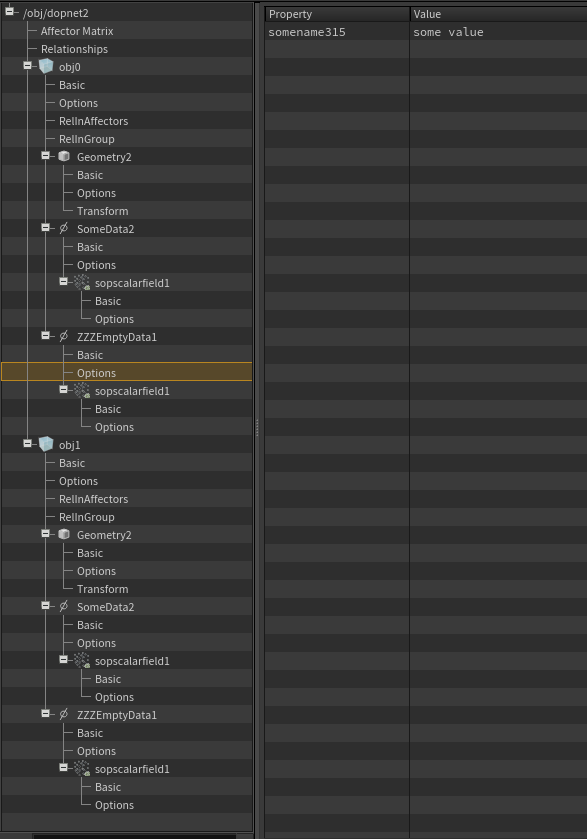 /obj/dopnet2
Affector Matrix
Relationships
obj0
Basic
Options
RelInAffectors
RelInGroup
Geometry2
Basic
Options
Transform
SomeData2
Basic
Options
sopscalarfield1
Basic
Options
ZZZEmptyData1
Basic
Options
sopscalarfield1
Basic
Options
obj1
Basic
Options
RelInAffectors
RelInGroup
Geometry2
Basic
Options
Transform
SomeData2
Basic
Options
sopscalarfield1
Basic
Options
ZZZEmptyData1
Basic
Options
sopscalarfield1
Basic
Options
Property Value
somename315 some value